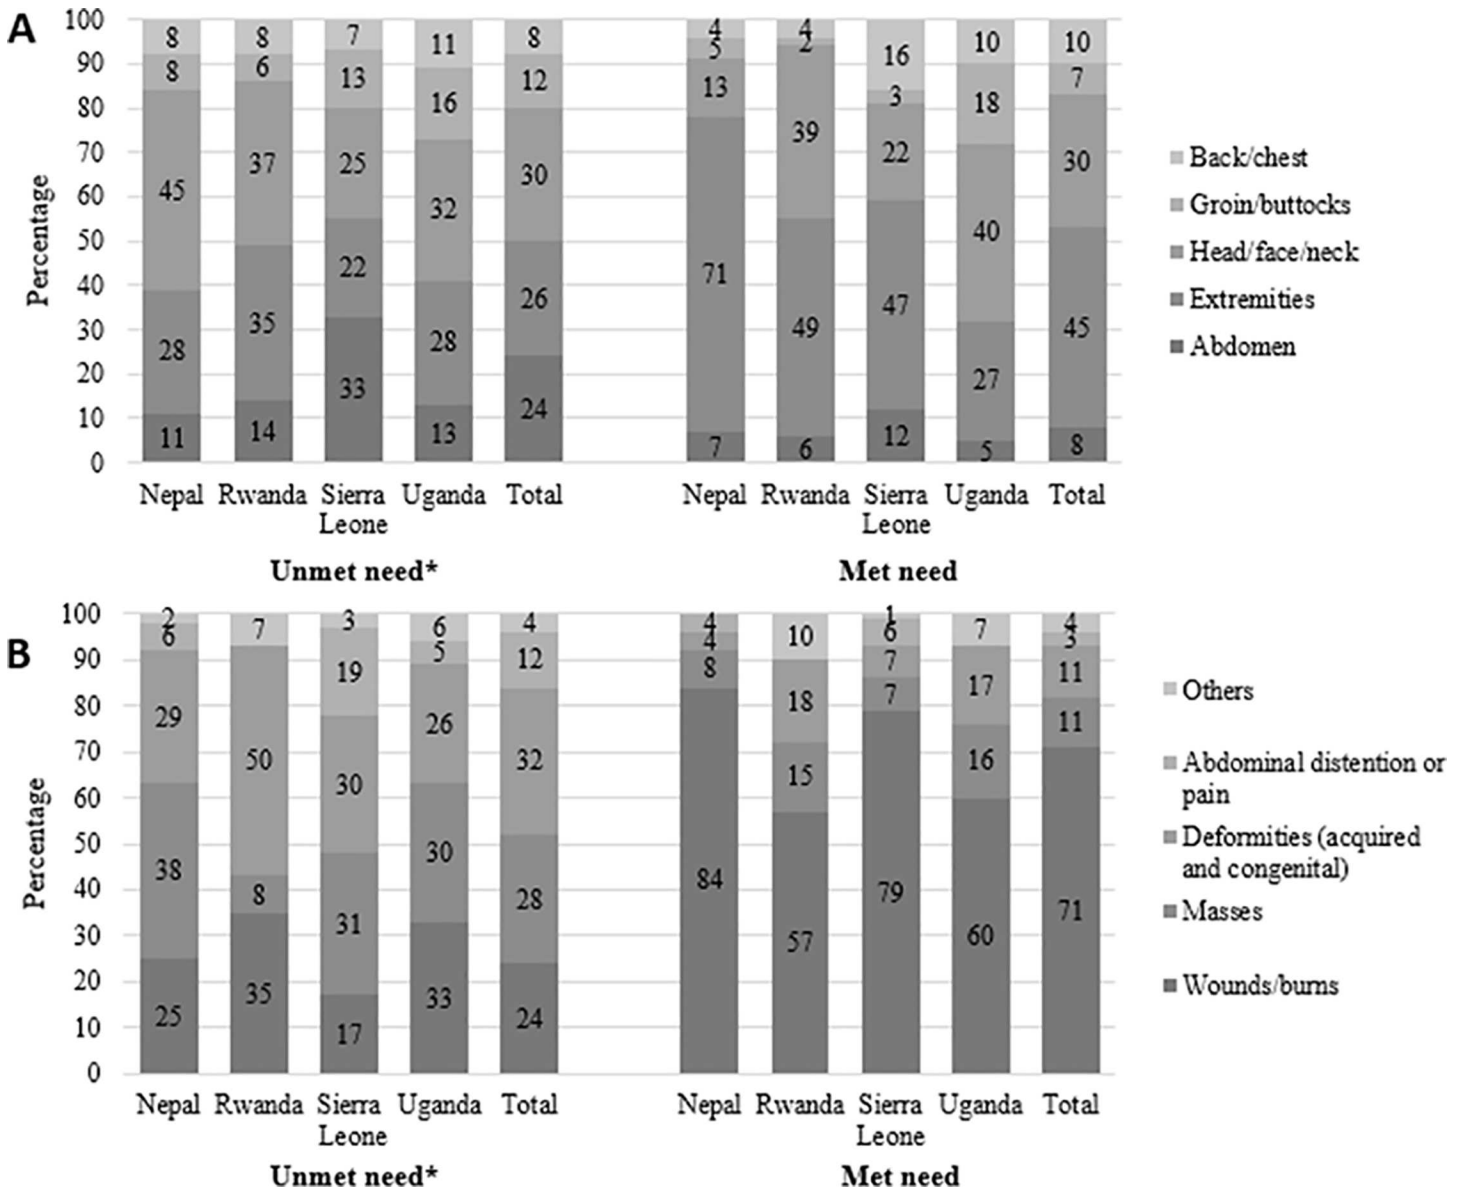 A
100
90
80
70
60
50
40
30
20
10
0
Percentage
8 8 7 11 8 4 4 16 10 10
8 6 13 16 12 5 2 3 18 7
45 37 25 32 30 13 39 22 40 30
28 35 22 28 26 71 49 47 27 45
11 14 33 13 24 7 6 12 5 8
Nepal Rwanda Sierra Leone Uganda Total Nepal Rwanda Sierra Leone Uganda Total
Unmet need* Met need
Back/chest
Groin/buttocks
Head/face/neck
Extremities
Abdomen
B
100
90
80
70
60
50
40
30
20
10
0
Percentage
2 7 3 6 4 4 10 1 7 4
6 19 5 12 4 6 3
29 50 30 26 32 8 18 7 17 11
38 8 31 30 28 15 7 16 11
25 35 17 33 24 84 57 79 60 71
Nepal Rwanda Sierra Leone Uganda Total Nepal Rwanda Sierra Leone Uganda Total
Unmet need* Met need
Others
Abdominal distention or
pain
Deformities (acquired
and congenital)
Masses
Wounds/burns